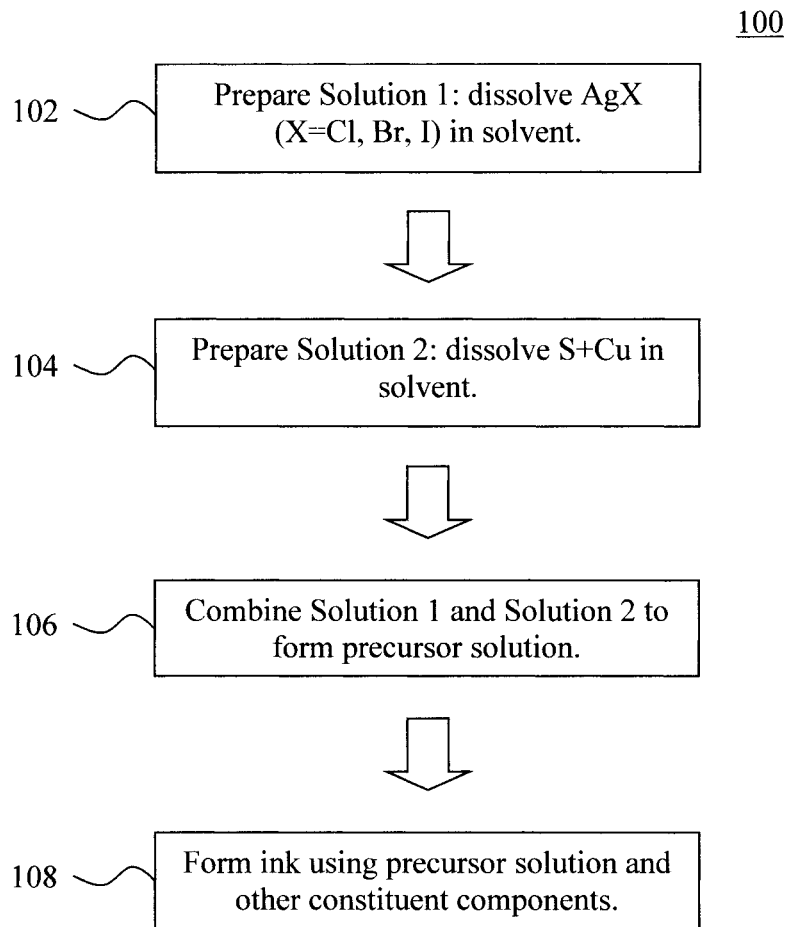 100
102
Prepare Solution 1: dissolve AgX
(X=Cl, Br, I) in solvent.
104
Prepare Solution 2: dissolve S+Cu in
solvent.
106
Combine Solution 1 and Solution 2 to
form precursor solution.
108
Form ink using precursor solution and
other constituent components.